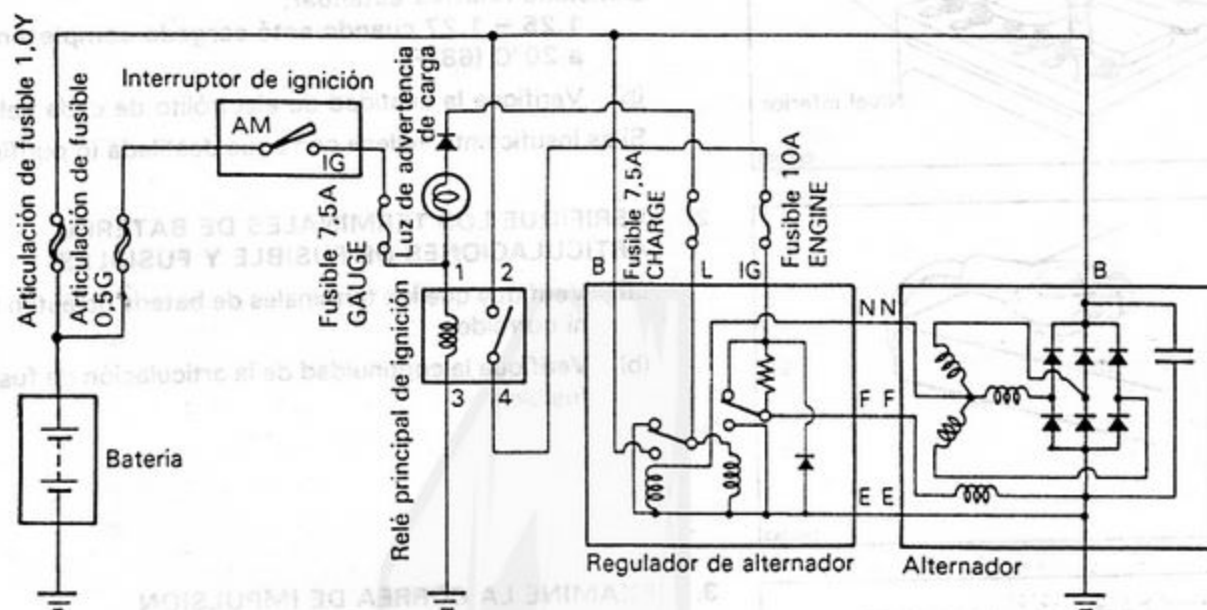 Articulación de fusible 1.0Y
Articulación de fusible
0.5G
Batería
Interruptor de ignición
AM
IG
Fusible 7,5A
GAUGE
Luz de advertencia
de carga
Relé principal de ignición
1
2
3
4
B
Fusible 7,5A
CHARGE
L
IG
Fusible 10A
ENGINE
B
N N
F F
E E
Regulador de alternador
Alternador